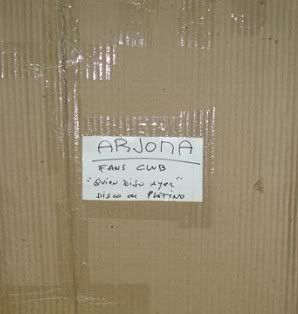 ARJONA
FANS CLUB
"Quien Dijo Ayer"
DISCO de PLATINO